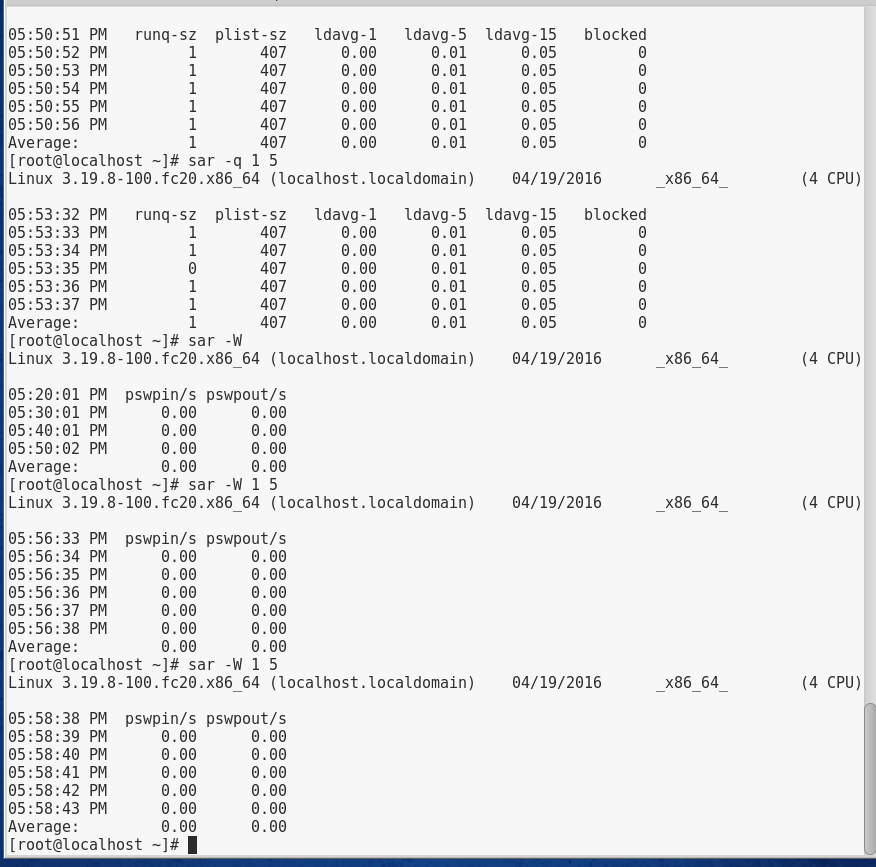 05:50:51 PM   runq-sz  plist-sz   ldavg-1   ldavg-5  ldavg-15   blocked
05:50:52 PM         1       407      0.00      0.01      0.05         0
05:50:53 PM         1       407      0.00      0.01      0.05         0
05:50:54 PM         1       407      0.00      0.01      0.05         0
05:50:55 PM         1       407      0.00      0.01      0.05         0
05:50:56 PM         1       407      0.00      0.01      0.05         0
Average:            1       407      0.00      0.01      0.05         0
[root@localhost ~]# sar -q 1 5
Linux 3.19.8-100.fc20.x86_64 (localhost.localdomain)    04/19/2016      _x86_64_        (4 CPU)
05:53:32 PM   runq-sz  plist-sz   ldavg-1   ldavg-5  ldavg-15   blocked
05:53:33 PM         1       407      0.00      0.01      0.05         0
05:53:34 PM         1       407      0.00      0.01      0.05         0
05:53:35 PM         0       407      0.00      0.01      0.05         0
05:53:36 PM         1       407      0.00      0.01      0.05         0
05:53:37 PM         1       407      0.00      0.01      0.05         0
Average:            1       407      0.00      0.01      0.05         0
[root@localhost ~]# sar -W
Linux 3.19.8-100.fc20.x86_64 (localhost.localdomain)    04/19/2016      _x86_64_        (4 CPU)
05:20:01 PM  pswpin/s pswpout/s
05:30:01 PM      0.00      0.00
05:40:01 PM      0.00      0.00
05:50:02 PM      0.00      0.00
Average:         0.00      0.00
[root@localhost ~]# sar -W 1 5
Linux 3.19.8-100.fc20.x86_64 (localhost.localdomain)    04/19/2016      _x86_64_        (4 CPU)
05:56:33 PM  pswpin/s pswpout/s
05:56:34 PM      0.00      0.00
05:56:35 PM      0.00      0.00
05:56:36 PM      0.00      0.00
05:56:37 PM      0.00      0.00
05:56:38 PM      0.00      0.00
Average:         0.00      0.00
[root@localhost ~]# sar -W 1 5
Linux 3.19.8-100.fc20.x86_64 (localhost.localdomain)    04/19/2016      _x86_64_        (4 CPU)
05:58:38 PM  pswpin/s pswpout/s
05:58:39 PM      0.00      0.00
05:58:40 PM      0.00      0.00
05:58:41 PM      0.00      0.00
05:58:42 PM      0.00      0.00
05:58:43 PM      0.00      0.00
Average:         0.00      0.00
[root@localhost ~]#